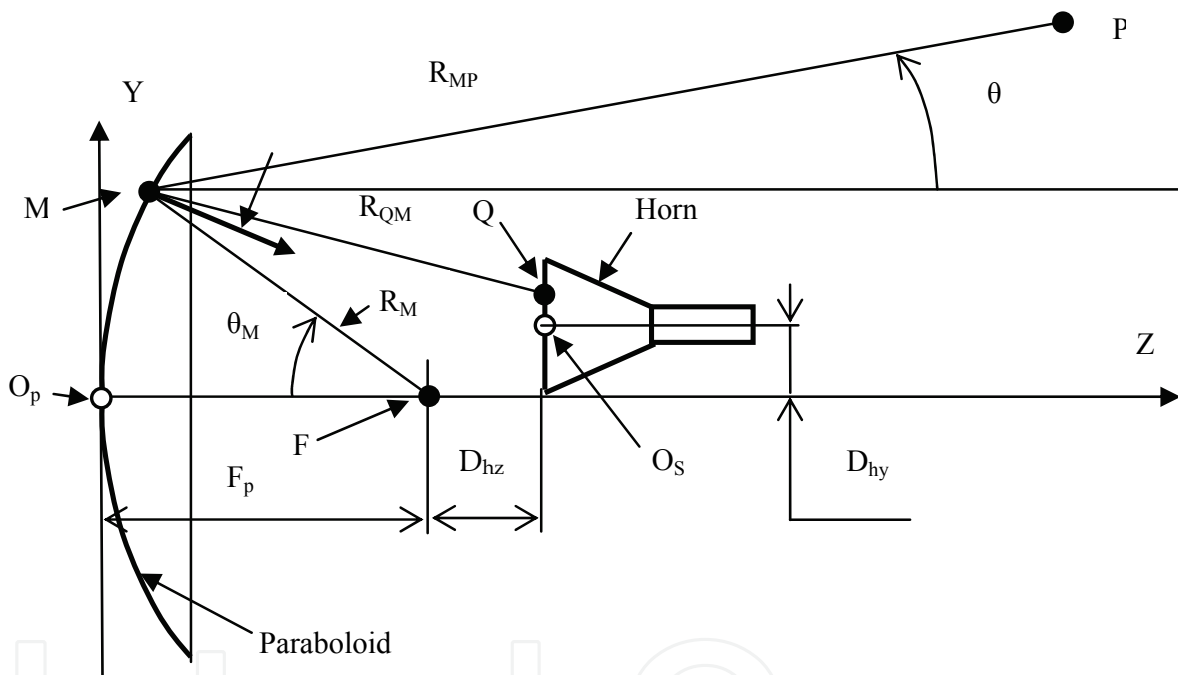 P
R_MP
Y
θ
M
R_QM
Q
Horn
R_M
θ_M
Z
O_p
F
D_hz
O_S
D_hy
F_p
Paraboloid